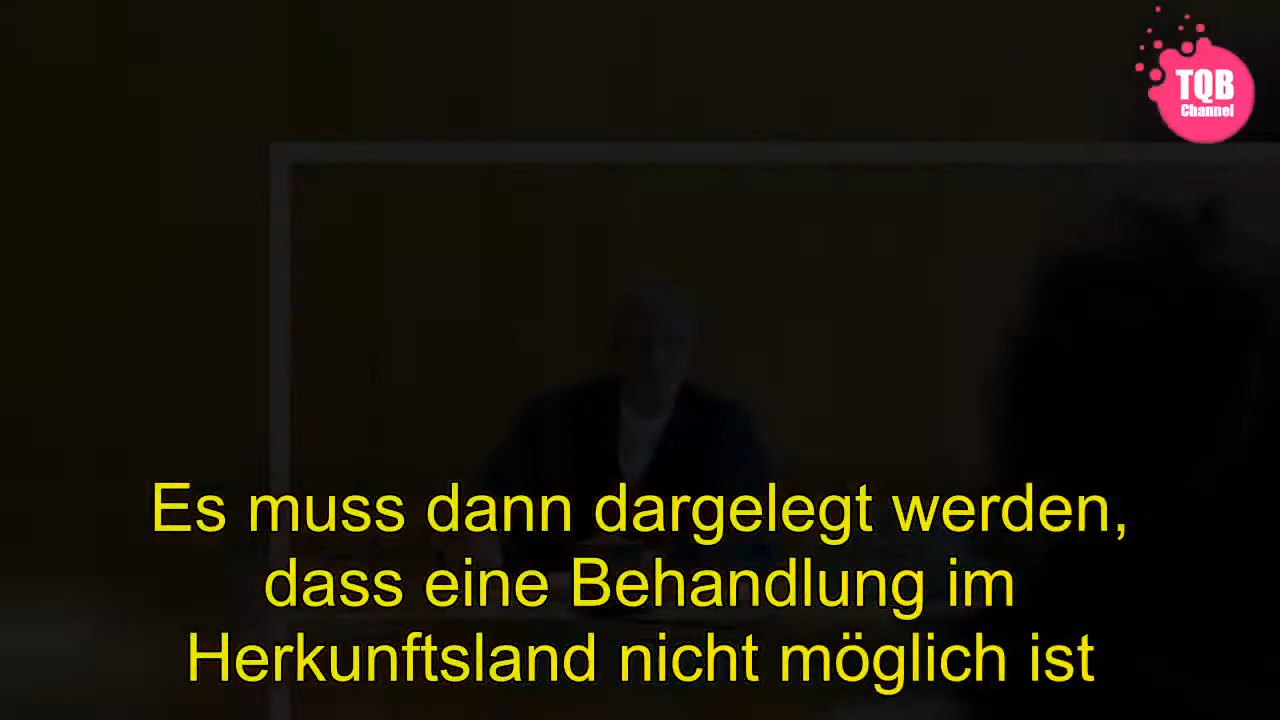 TQB
Channel
Es muss dann dargelegt werden,
dass eine Behandlung im
Herkunftsland nicht möglich ist